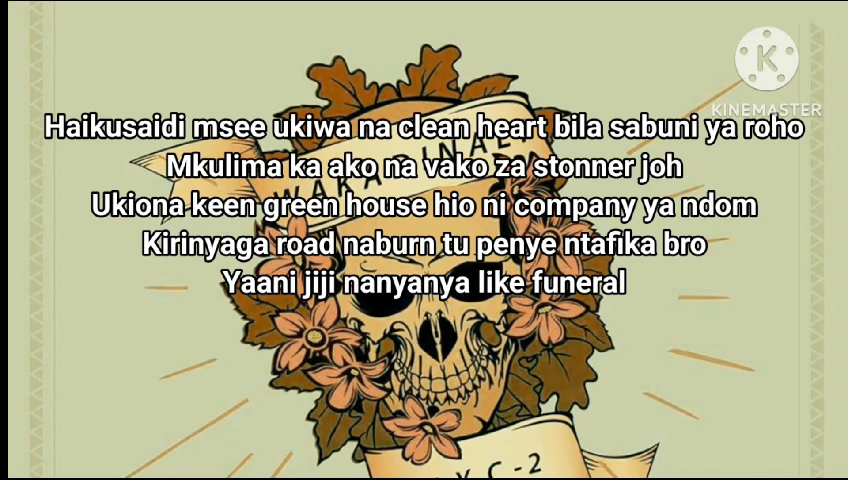 KINEMASTER
Haikusaidi msee ukiwa na clean heart bila sabuni ya roho
Mkulima ka ako na vako za stonner joh
Ukiona keen green house hio ni company ya ndom
Kirinyaga road naburn tu penye ntafika bro
Yaani jiji nanyanya like funeral